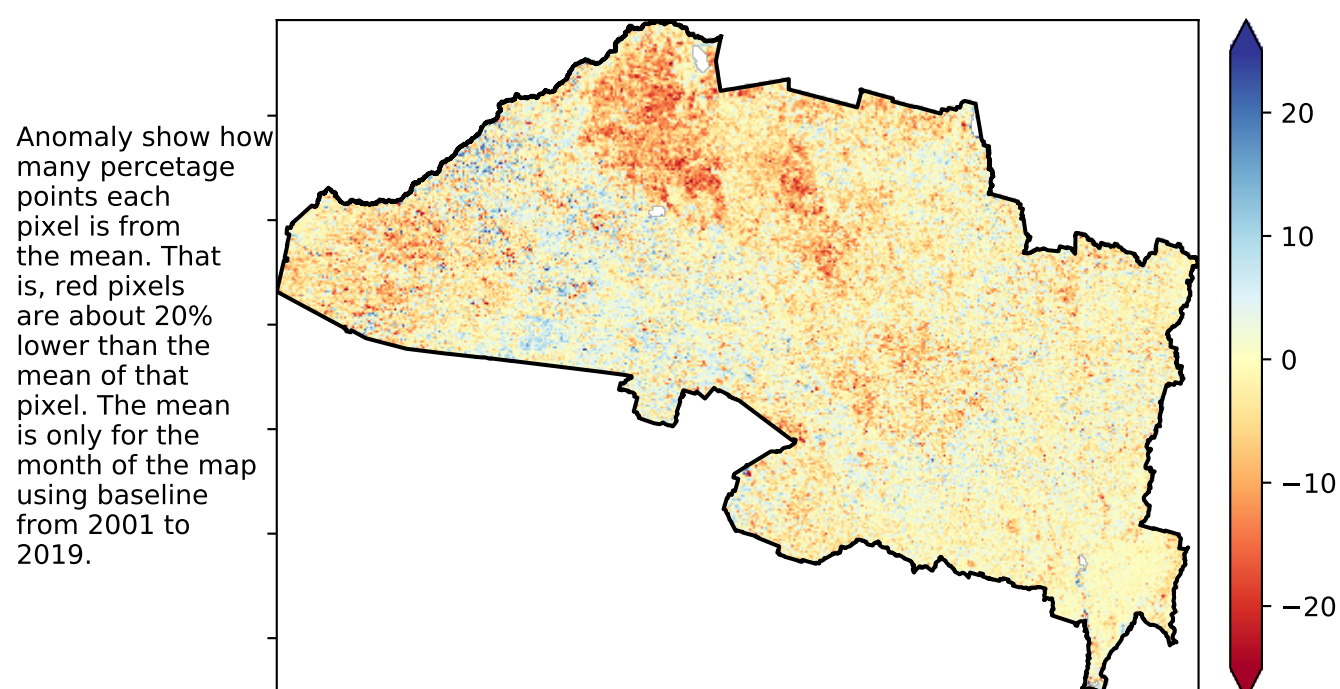 Anomaly show how
many percetage
points each
pixel is from
the mean. That
is, red pixels
are about 20%
lower than the
mean of that
pixel. The mean
is only for the
month of the map
using baseline
from 2001 to
2019.
20
10
0
−10
−20